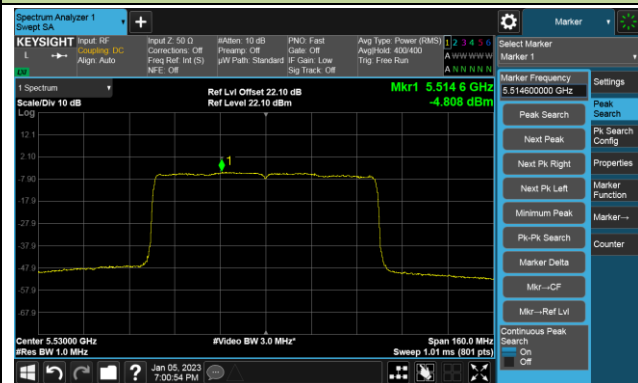 Spectrum Analyzer 1
Swept SA
Marker
KEYSIGHT
L
Input: RF
Coupling: DC
Align: Auto
Input Z: 50 Ω
Corrections: Off
Freq Ref: Int (S)
NFE: Off
#Atten: 10 dB
Preamp: Off
µW Path: Standard
PNO: Fast
Gate: Off
IF Gain: Low
Sig Track: Off
Avg Type: Power (RMS)
Avg|Hold: 400/400
Trig: Free Run
1 2 3 4 5 6
A W W W W W
A N N N N N
Select Marker
Marker 1
1 Spectrum
Scale/Div 10 dB
Log
Ref Lvl Offset 22.10 dB
Ref Level 22.10 dBm
Mkr1 5.514 6 GHz
-4.808 dBm
12.1
2.10
-7.90
-17.9
-27.9
-37.9
-47.9
-57.9
-67.9
1
Center 5.53000 GHz
#Res BW 1.0 MHz
#Video BW 3.0 MHz*
Span 160.0 MHz
Sweep 1.01 ms (801 pts)
Marker Frequency
5.514600000 GHz
Peak Search
Next Peak
Next Pk Right
Next Pk Left
Minimum Peak
Pk-Pk Search
Marker Delta
Mkr→CF
Mkr→Ref Lvl
Continuous Peak
Search
On
Off
Settings
Peak
Search
Pk Search
Config
Properties
Marker
Function
Marker→
Counter
?
Jan 05, 2023
7:00:54 PM